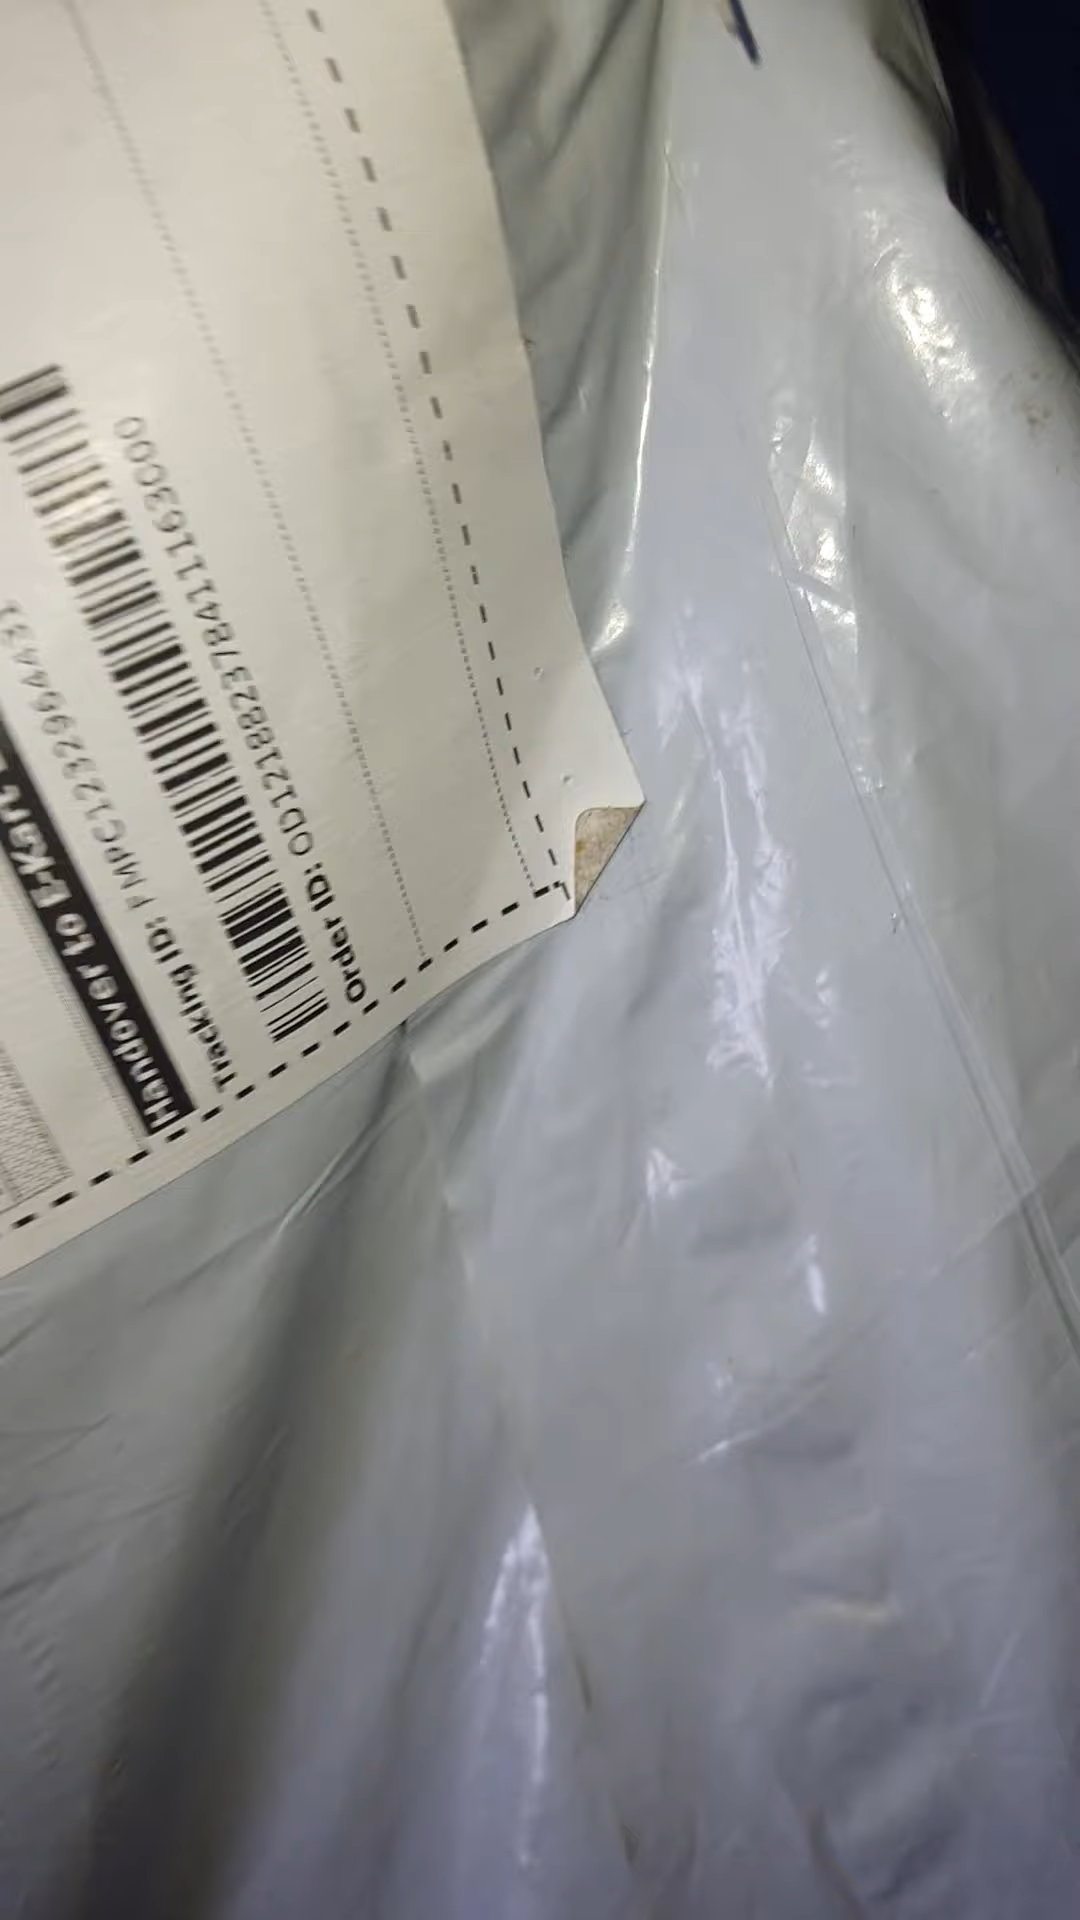 Handover to E-Kart
Tracking ID: FMPC1232964431
Order ID: OD121882378411163000